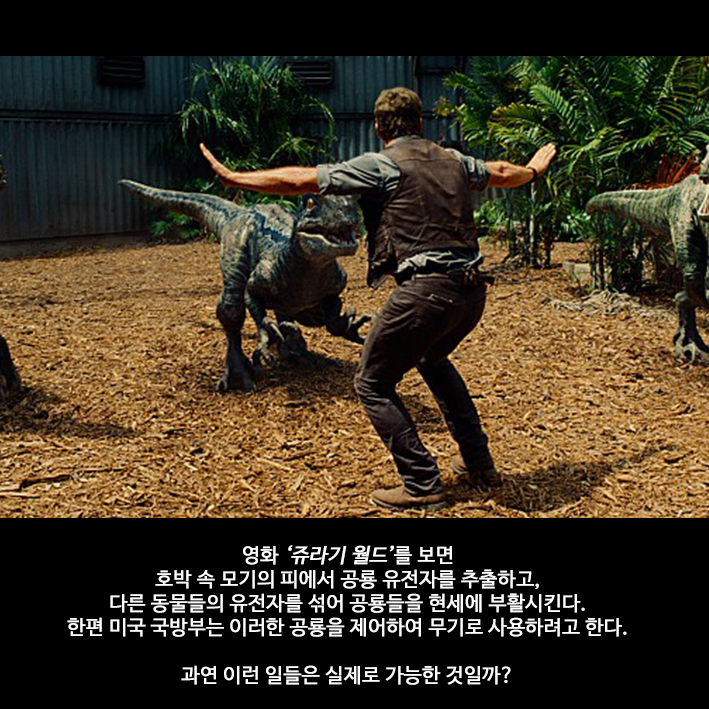 영화 ‘쥬라기 월드’를 보면
호박 속 모기의 피에서 공룡 유전자를 추출하고,
다른 동물들의 유전자를 섞어 공룡들을 현세에 부활시킨다.
한편 미국 국방부는 이러한 공룡을 제어하여 무기로 사용하려고 한다.
과연 이런 일들은 실제로 가능한 것일까?